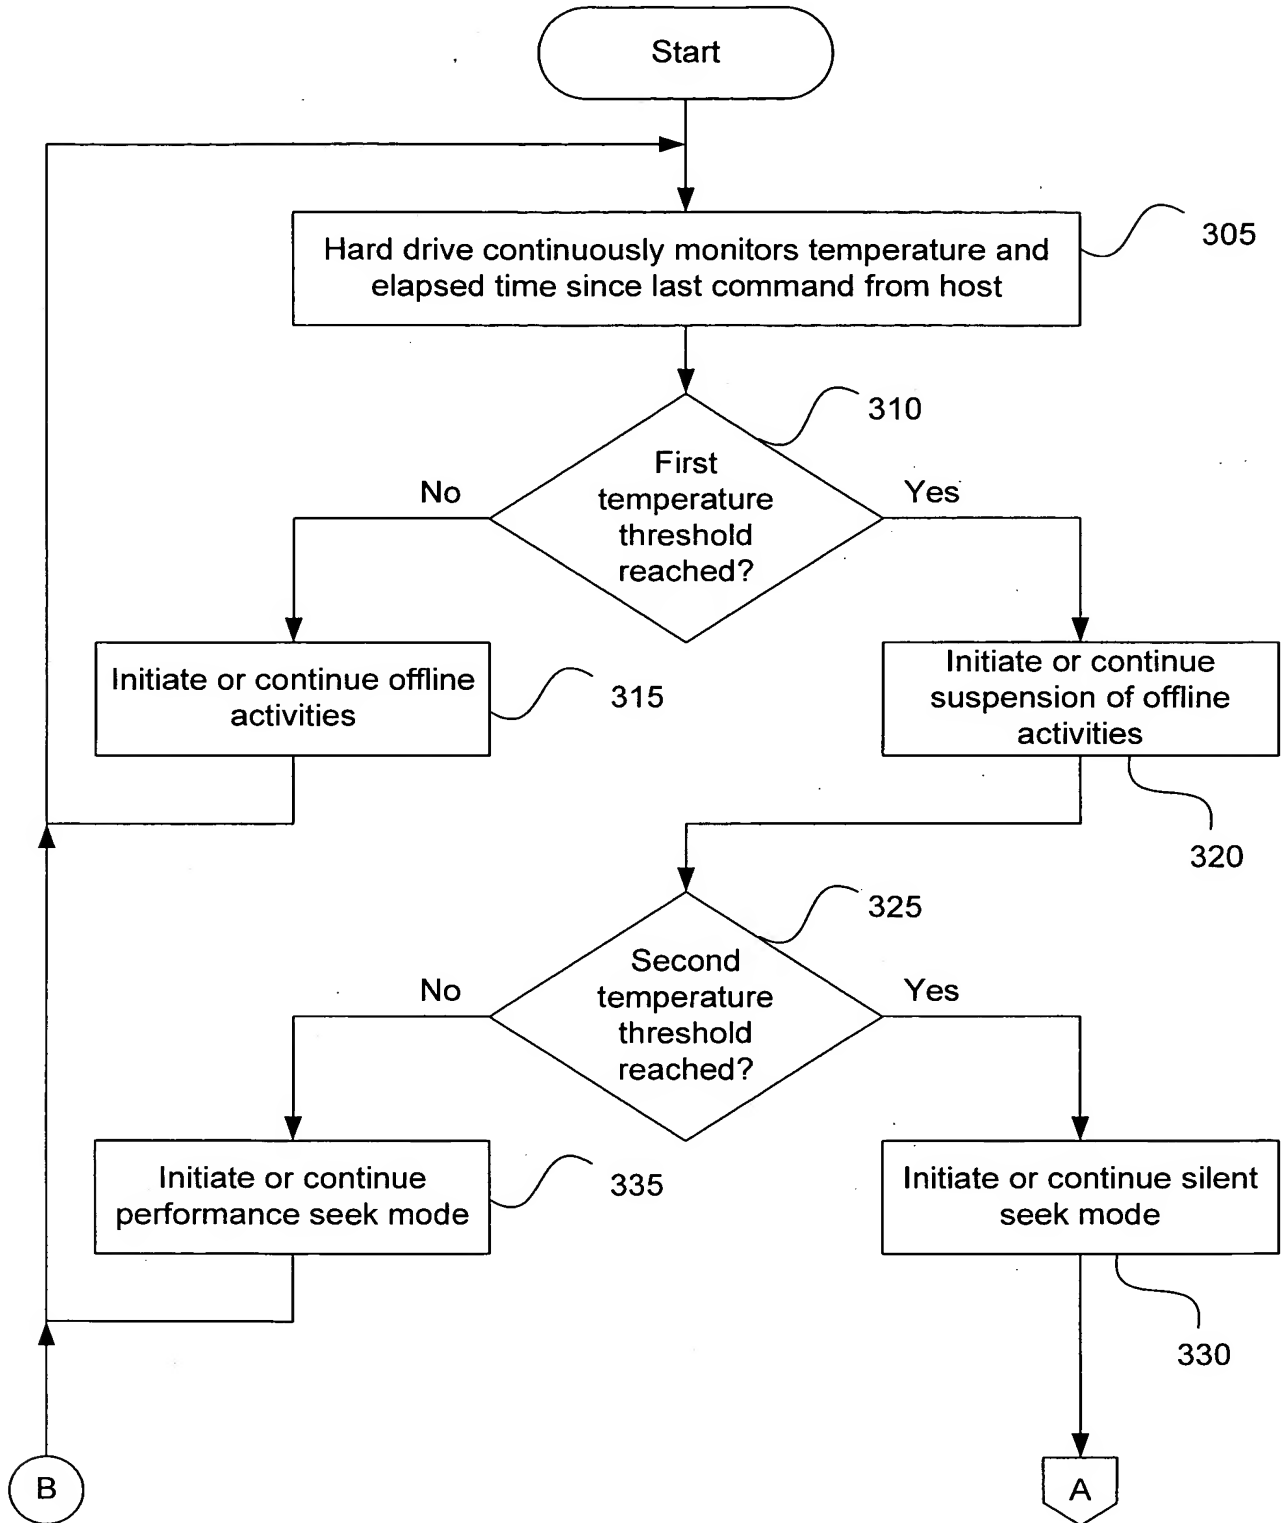 Start
Hard drive continuously monitors temperature and
elapsed time since last command from host
305
310
First
temperature
threshold
reached?
No
Yes
Initiate or continue offline
activities
315
Initiate or continue
suspension of offline
activities
320
325
Second
temperature
threshold
reached?
No
Yes
Initiate or continue
performance seek mode
335
Initiate or continue silent
seek mode
330
B
A